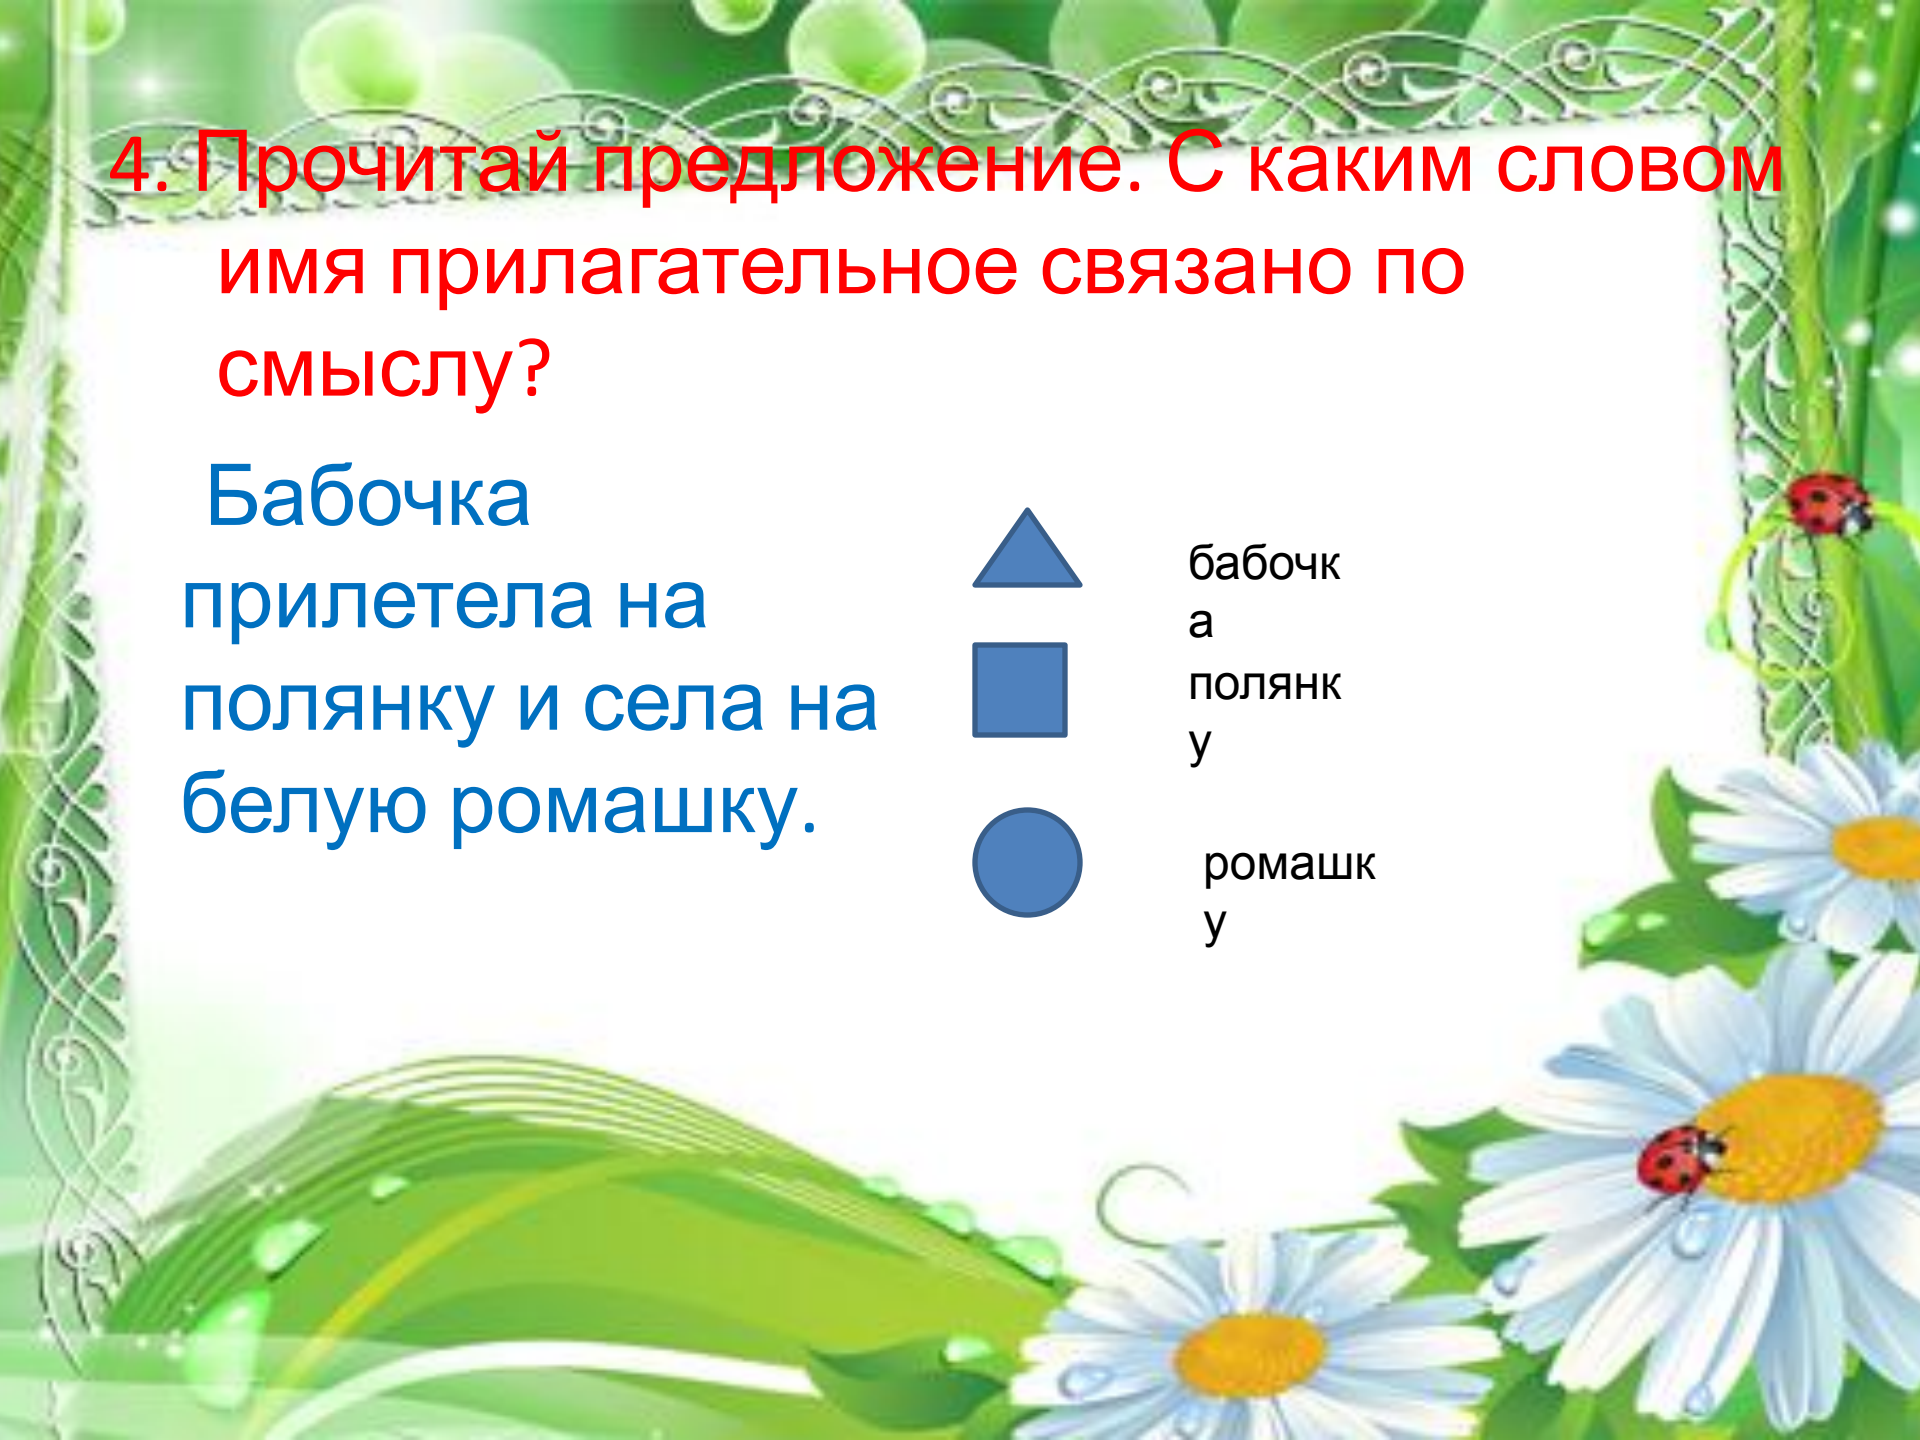 4. Прочитай предложение. С каким словом
имя прилагательное связано по
смыслу?
Бабочка
прилетела на
полянку и села на
белую ромашку.
бабочк
а
полянк
у
ромашк
у